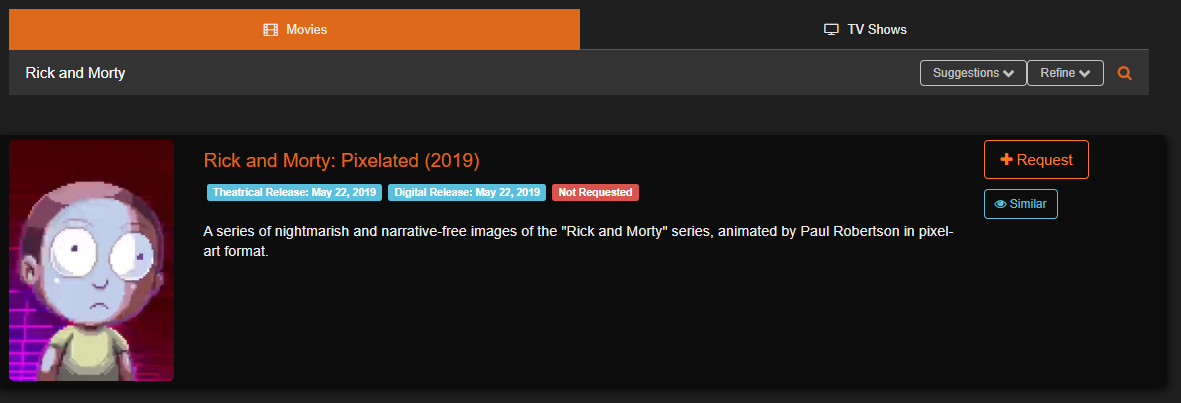 Movies
TV Shows
Rick and Morty
Suggestions
Refine
Rick and Morty: Pixelated (2019)
Request
Theatrical Release: May 22, 2019
Digital Release: May 22, 2019
Not Requested
Similar
A series of nightmarish and narrative-free images of the "Rick and Morty" series, animated by Paul Robertson in pixel-
art format.